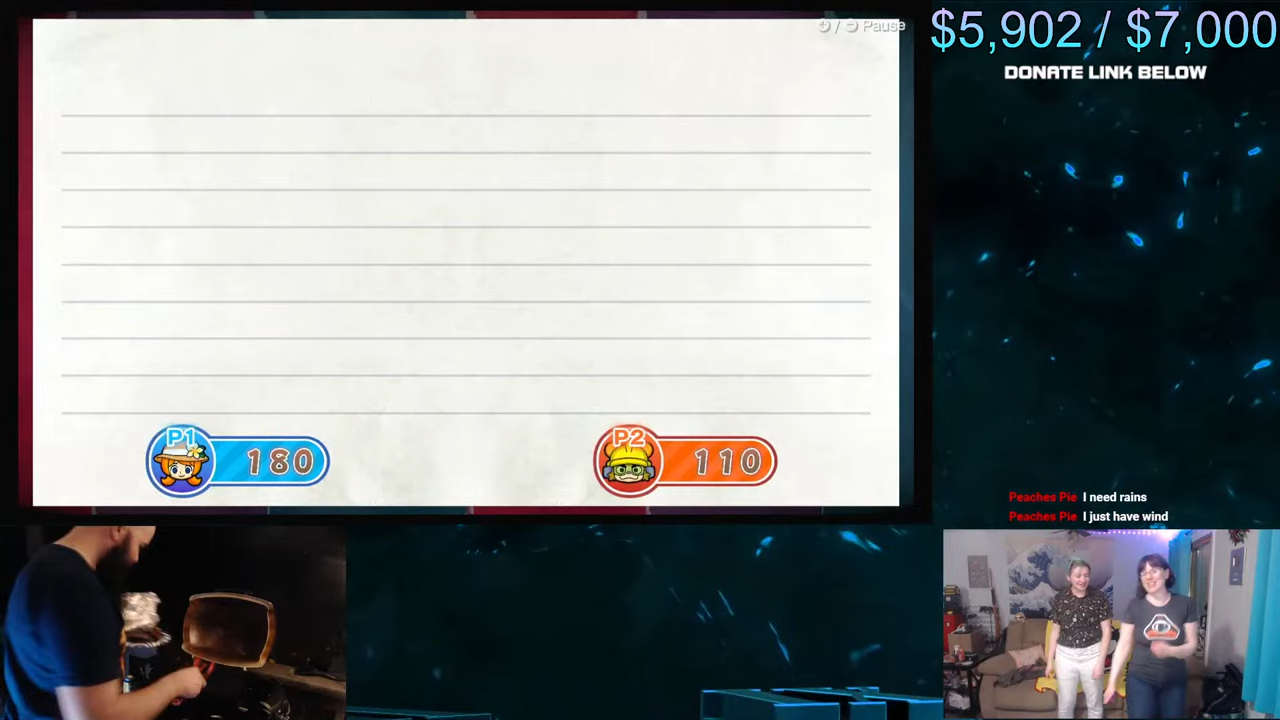 / Pause
$5,902 / $7,000
DONATE LINK BELOW
P1
180
P2
110
Peaches Pie I need rains
Peaches Pie I just have wind